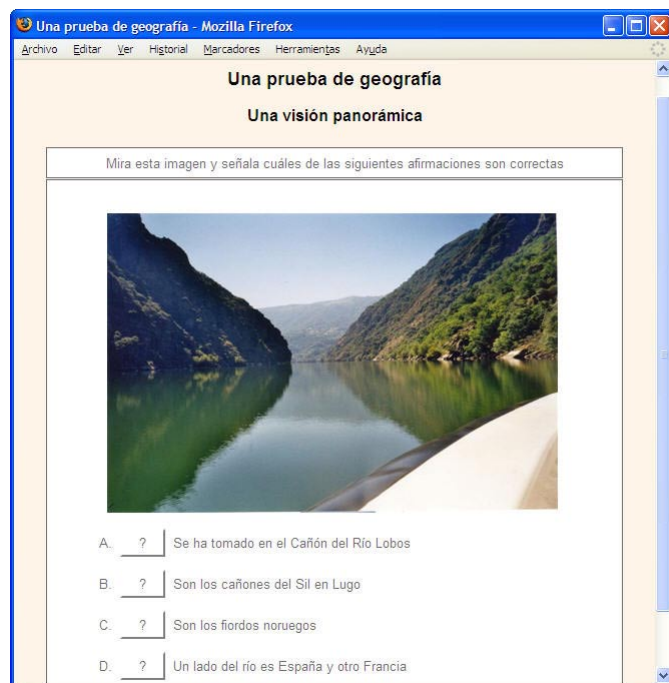 Una prueba de geografía - Mozilla Firefox
Archivo Editar Ver Historial Marcadores Herramientas Ayuda
Una prueba de geografía
Una visión panorámica
Mira esta imagen y señala cuáles de las siguientes afirmaciones son correctas
A. ? Se ha tomado en el Cañón del Río Lobos
B. ? Son los cañones del Sil en Lugo
C. ? Son los fiordos noruegos
D. ? Un lado del río es España y otro Francia